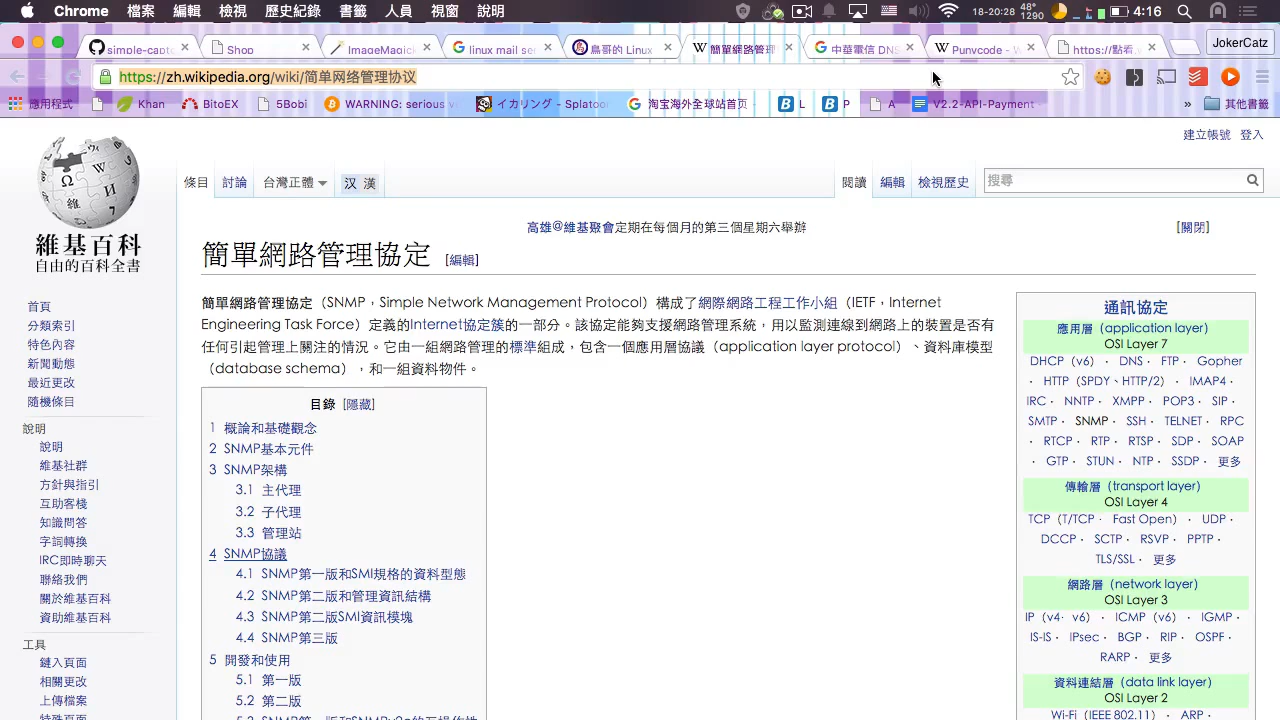 Chrome 檔案 編輯 檢視 歷史紀錄 書籤 人員 視窗 說明 18-20:28 48° 1290 4:16
simple-capt Shop ImageMagick linux mail se 鳥哥的 Linux 簡單網路管理 中華電信 DNS Punycode - W https://點看. JokerCatz
https://zh.wikipedia.org/wiki/简单网络管理协议
應用程式 Khan BitoEX 5Bobi WARNING: serious イカリング - Splatoo 淘宝海外全球站首页 L P A V2.2-API-Payment 其他書籤
建立帳號 登入
維基百科
自由的百科全書
條目 討論 台灣正體 汉 漢 閱讀 編輯 檢視歷史 搜尋
高雄@維基聚會定期在每個月的第三個星期六舉辦 [關閉]
簡單網路管理協定 [編輯]
簡單網路管理協定（SNMP，Simple Network Management Protocol）構成了網際網路工程工作小組（IETF，Internet
Engineering Task Force）定義的Internet協定簇的一部分。該協定能夠支援網路管理系統，用以監測連線到網路上的裝置是否有
任何引起管理上關注的情況。它由一組網路管理的標準組成，包含一個應用層協議（application layer protocol）、資料庫模型
（database schema），和一組資料物件。
目錄 [隱藏]
1 概論和基礎觀念
2 SNMP基本元件
3 SNMP架構
3.1 主代理
3.2 子代理
3.3 管理站
4 SNMP協議
4.1 SNMP第一版和SMI規格的資料型態
4.2 SNMP第二版和管理資訊結構
4.3 SNMP第二版SMI資訊模塊
4.4 SNMP第三版
5 開發和使用
5.1 第一版
5.2 第二版
5.3 SNMP第一版和SNMPv2c的互操作性
首頁
分類索引
特色內容
新聞動態
最近更改
隨機條目
說明
說明
維基社群
方針與指引
互助客棧
知識問答
字詞轉換
IRC即時聊天
聯絡我們
關於維基百科
資助維基百科
工具
鏈入頁面
相關更改
上傳檔案
特殊頁面
通訊協定
應用層（application layer）
OSI Layer 7
DHCP（v6） · DNS · FTP · Gopher
· HTTP（SPDY、HTTP/2） · IMAP4 ·
IRC · NNTP · XMPP · POP3 · SIP ·
SMTP · SNMP · SSH · TELNET · RPC
· RTCP · RTP · RTSP · SDP · SOAP
· GTP · STUN · NTP · SSDP · 更多
傳輸層（transport layer）
OSI Layer 4
TCP（T/TCP · Fast Open） · UDP ·
DCCP · SCTP · RSVP · PPTP ·
TLS/SSL · 更多
網路層（network layer）
OSI Layer 3
IP（v4 · v6） · ICMP（v6） · IGMP ·
IS-IS · IPsec · BGP · RIP · OSPF ·
RARP · 更多
資料連結層（data link layer）
OSI Layer 2
Wi-Fi（IEEE 802.11） · ARP ·